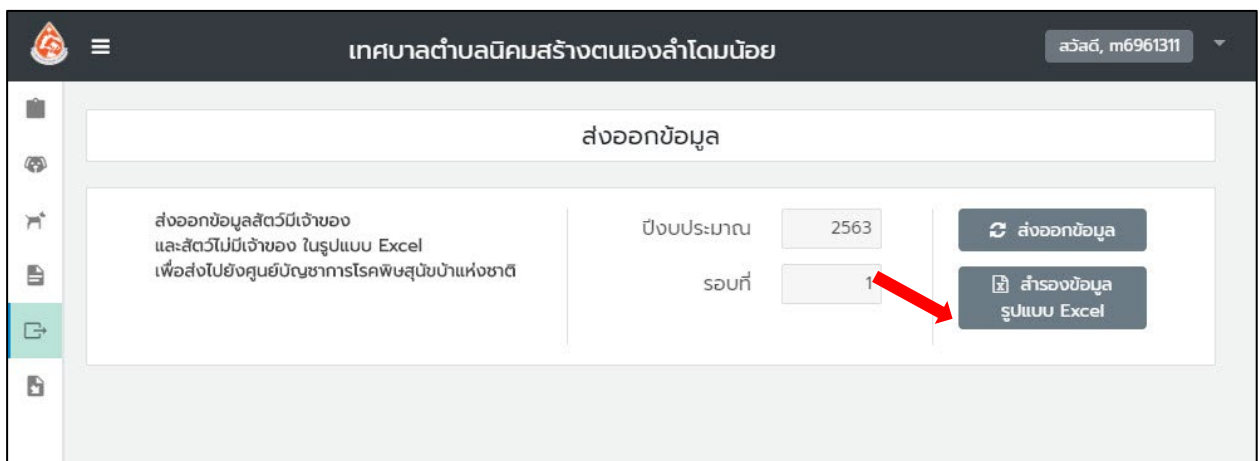 เทศบาลตำบลนิคมสร้างตนเองลำโดมน้อย
สวัสดี, m6961311
ส่งออกข้อมูล
ส่งออกข้อมูลสัตว์มีเจ้าของ
และสัตว์ไม่มีเจ้าของ ในรูปแบบ Excel
เพื่อส่งไปยังศูนย์บัญชาการโรคพิษสุนัขบ้าแห่งชาติ
ปีงบประมาณ 2563
รอบที่ 1
ส่งออกข้อมูล
สำรองข้อมูล
รูปแบบ Excel